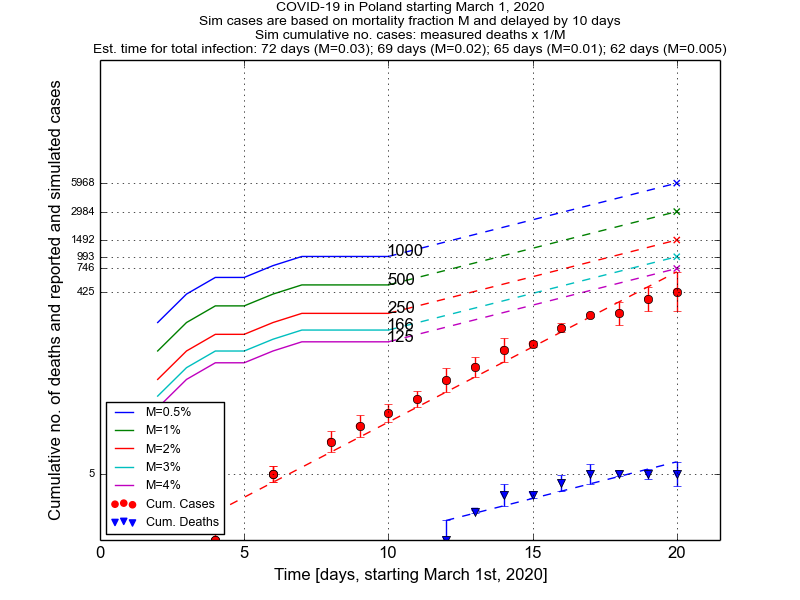 COVID-19 in Poland starting March 1, 2020
Sim cases are based on mortality fraction M and delayed by 10 days
Sim cumulative no. cases: measured deaths x 1/M
Est. time for total infection: 72 days (M=0.03); 69 days (M=0.02); 65 days (M=0.01); 62 days (M=0.005)
Cumulative no. of deaths and reported and simulated cases
5968
2984
1492
993
746
425
5
1000
500
250
166
125
M=0.5%
M=1%
M=2%
M=3%
M=4%
Cum. Cases
Cum. Deaths
0 5 10 15 20
Time [days, starting March 1st, 2020]